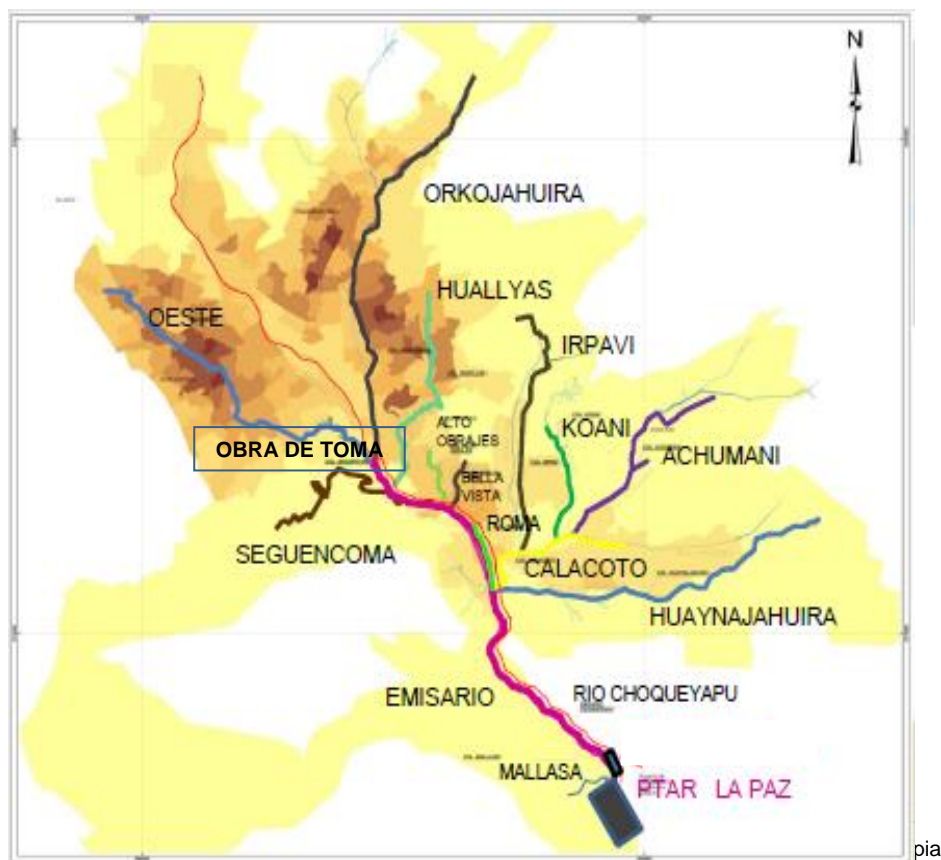 N
ORKOJAHUIRA
HUALLYAS
OESTE
IRPAVI
ALTO
OBRAJES
KOANI
OBRA DE TOMA
ACHUMANI
BELLA
VISTA
ROMA
SEGUENCOMA
CALACOTO
HUAYNAJAHUIRA
EMISARIO
RIO CHOQUEYAPU
MALLASA
PTAR LA PAZ
pia